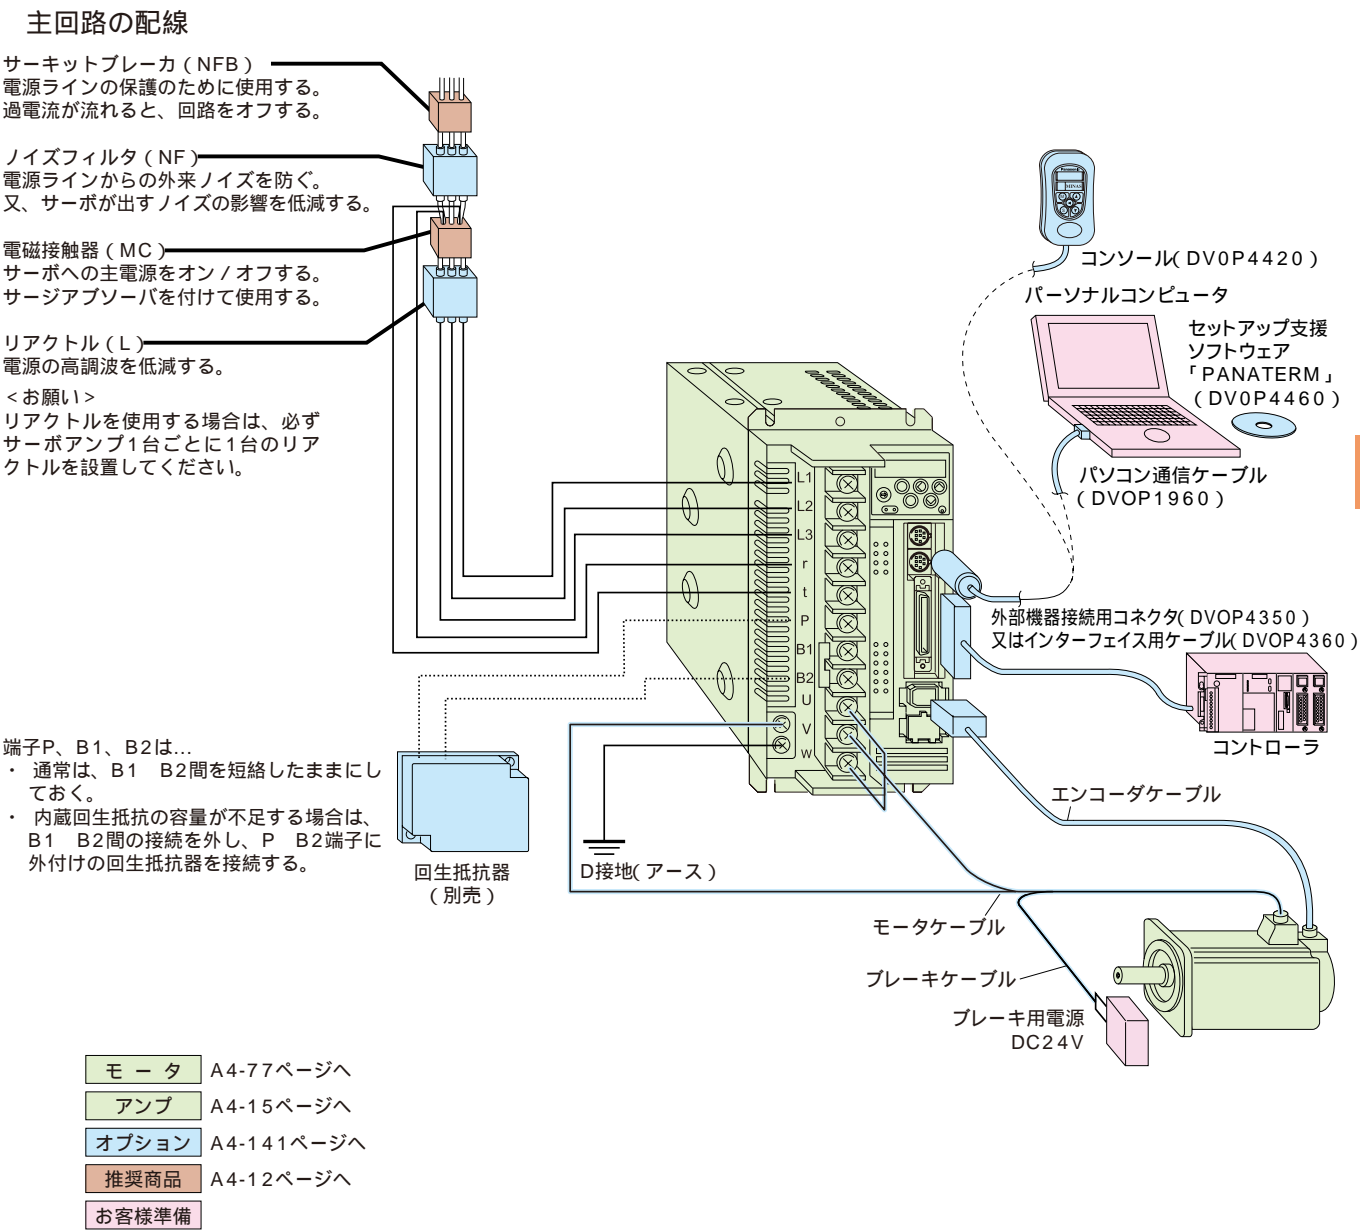 主回路の配線
サーキットブレーカ（NFB）
電源ラインの保護のために使用する。
過電流が流れると、回路をオフする。
ノイズフィルタ（NF）
電源ラインからの外来ノイズを防ぐ。
又、サーボが出すノイズの影響を低減する。
電磁接触器（MC）
サーボへの主電源をオン／オフする。
サージアブソーバを付けて使用する。
リアクトル（L）
電源の高調波を低減する。
＜お願い＞
リアクトルを使用する場合は、必ず
サーボアンプ1台ごとに1台のリア
クトルを設置してください。
コンソール（DV0P4420）
パーソナルコンピュータ
セットアップ支援
ソフトウェア
「PANATERM」
（DV0P4460）
パソコン通信ケーブル
（DVOP1960）
L1
L2
L3
r
t
P
B1
B2
U
V
W
外部機器接続用コネクタ（DVOP4350）
又はインターフェイス用ケーブル（DVOP4360）
コントローラ
端子P、B1、B2は...
・ 通常は、B1　B2間を短絡したままにし
ておく。
・ 内蔵回生抵抗の容量が不足する場合は、
B1　B2間の接続を外し、P　B2端子に
外付けの回生抵抗器を接続する。
回生抵抗器
（別売）
D接地（アース）
エンコーダケーブル
モータケーブル
ブレーキケーブル
ブレーキ用電源
DC24V
モータ A4-77ページへ
アンプ A4-15ページへ
オプション A4-141ページへ
推奨商品 A4-12ページへ
お客様準備